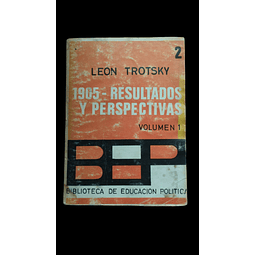 2
LEON TROTSKY
1905 - RESULTADOS
Y PERSPECTIVAS
VOLUMEN 1
BEP
BIBLIOTECA DE EDUCACION POLITICA